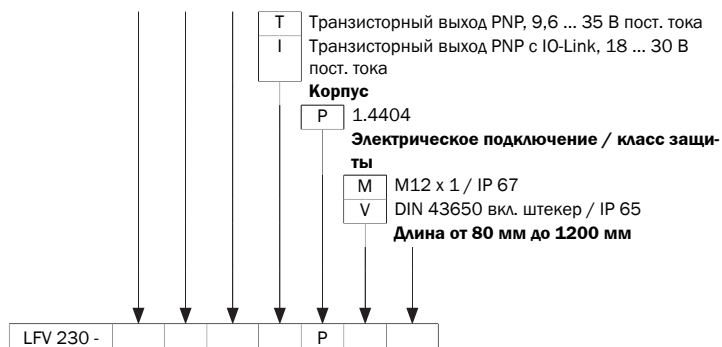 T Транзисторный выход PNP, 9,6 ... 35 В пост. тока
I Транзисторный выход PNP с IO-Link, 18 ... 30 В
пост. тока
Корпус
P 1.4404
Электрическое подключение / класс защи-
ты
M M12 x 1 / IP 67
V DIN 43650 вкл. штекер / IP 65
Длина от 80 мм до 1200 мм
LFV 230 - P